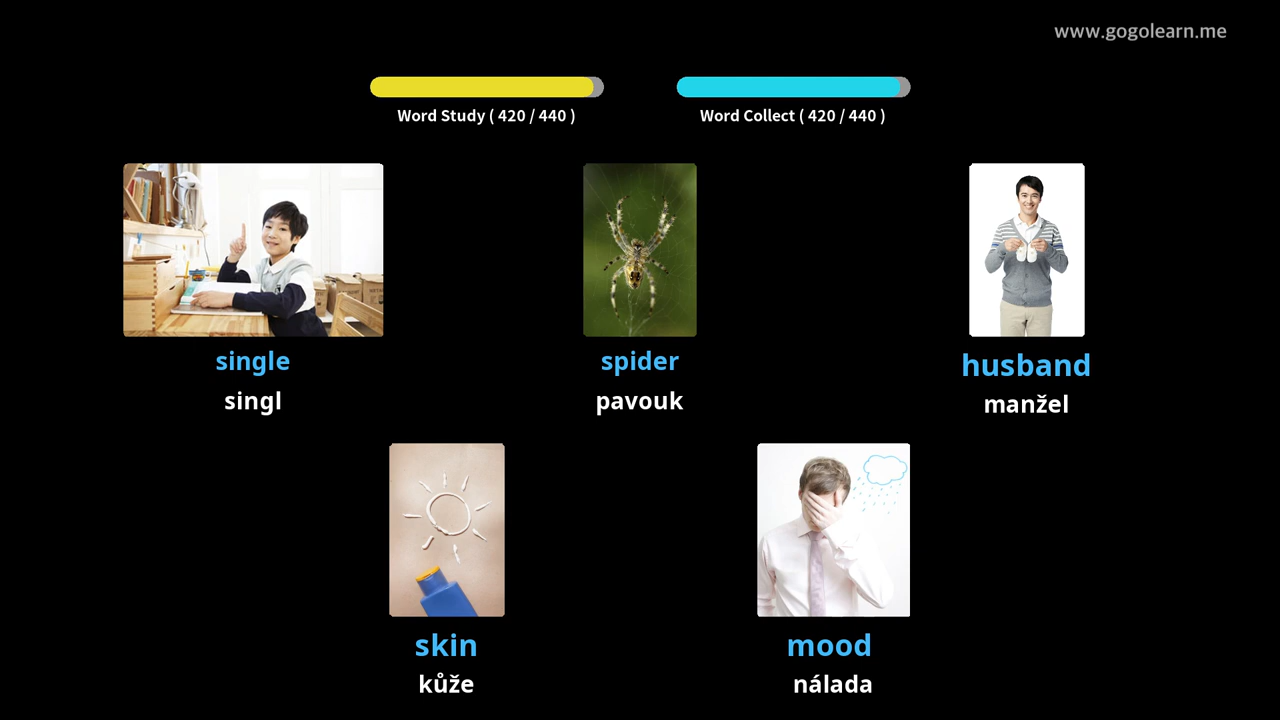 www.gogolearn.me
Word Study ( 420 / 440 )
Word Collect ( 420 / 440 )
single
singl
spider
pavouk
husband
manžel
skin
kůže
mood
nálada